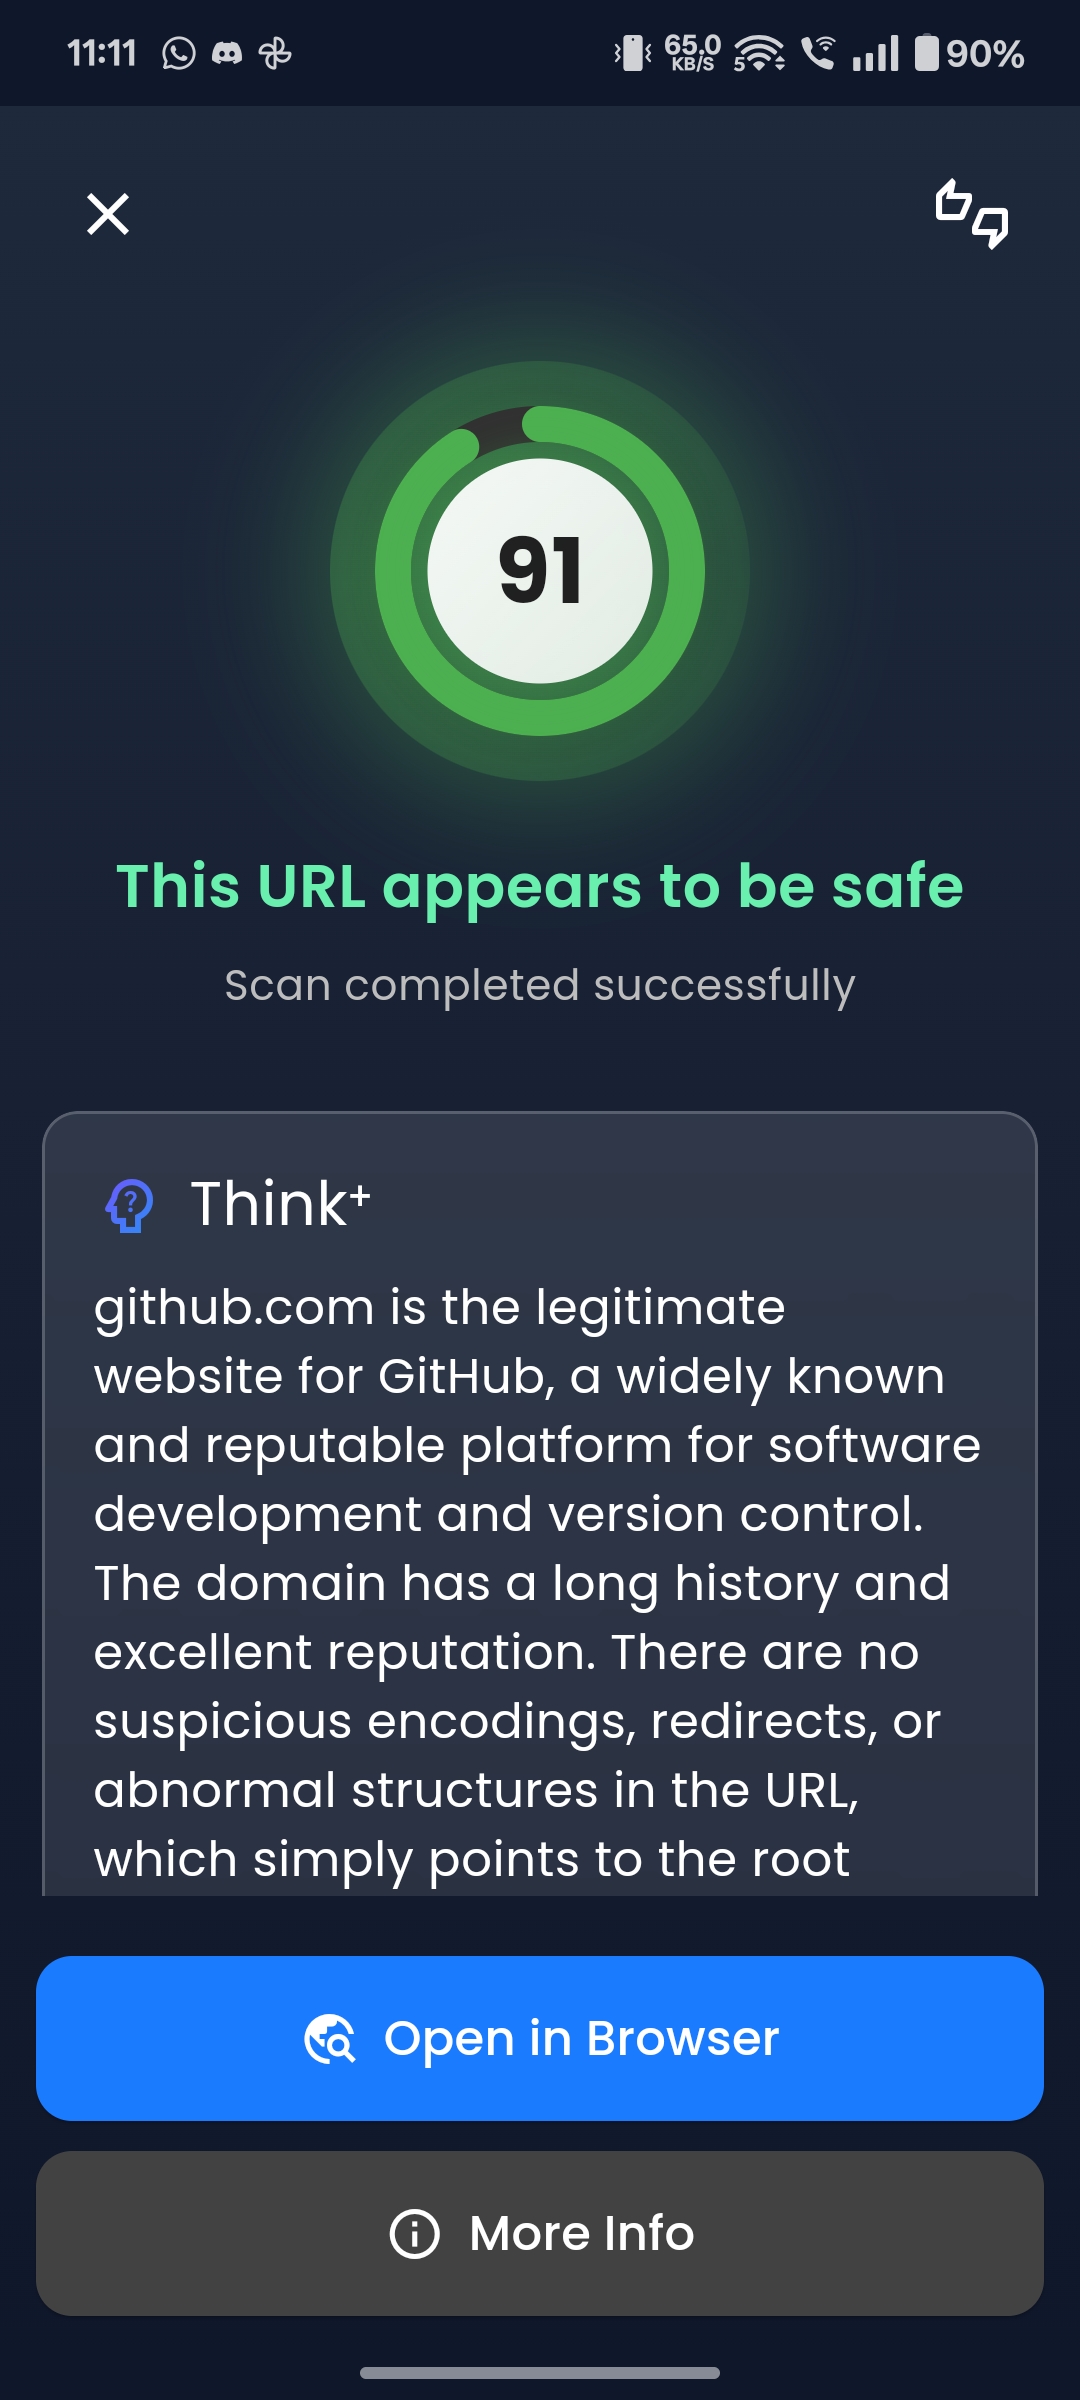 11:11 65.0 KB/S 5 90%
91
This URL appears to be safe
Scan completed successfully
Think⁺
github.com is the legitimate
website for GitHub, a widely known
and reputable platform for software
development and version control.
The domain has a long history and
excellent reputation. There are no
suspicious encodings, redirects, or
abnormal structures in the URL,
which simply points to the root
Open in Browser
More Info